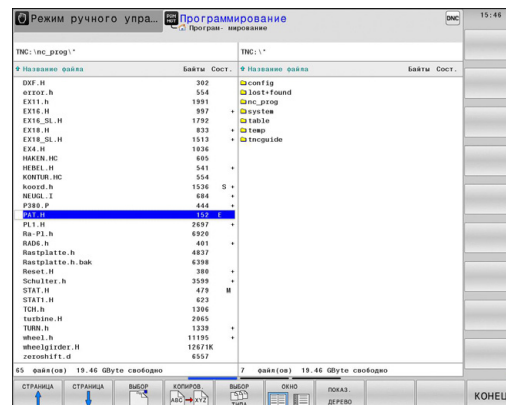 Режим ручного упра...
PGM MGT
Программирование
Програм- мирование
DNC
15:46
TNC:\nc_prog\*
Название файла Байты Сост.
DXF.H 302
error.h 554
EX11.h 1991
EX16.H 997 +
EX16_SL.H 1792
EX18.H 833 +
EX18_SL.H 1513 +
EX4.H 1036
HAKEN.HC 605
HEBEL.H 541 +
KONTUR.HC 554
koord.h 1536 S +
NEUGL.I 684 +
P380.P 444 +
PAT.H 152 E
PL1.H 2697 +
Ra-Pl.h 6920
RAD6.h 401 +
Rastplatte.h 4837
Rastplatte.h.bak 6398
Reset.H 380 +
Schulter.h 3599 +
STAT.H 479 M
STAT1.H 623
TCH.h 1306
turbine.H 2065
TURN.h 1339 +
wheel.h 11195 +
wheelgirder.H 12671K
zeroshift.d 6557
65 файл(ов) 19.46 GByte свободно
TNC:\*
Название файла Байты Сост.
config
lost+found
nc_prog
system
table
temp
tncguide
7 файл(ов) 19.46 GByte свободно
СТРАНИЦА
СТРАНИЦА
ВЫБОР
КОПИРОВ.
ABC XYZ
ВЫБОР
ТИПА
ОКНО
ПОКАЗ.
ДЕРЕВО
КОНЕЦ